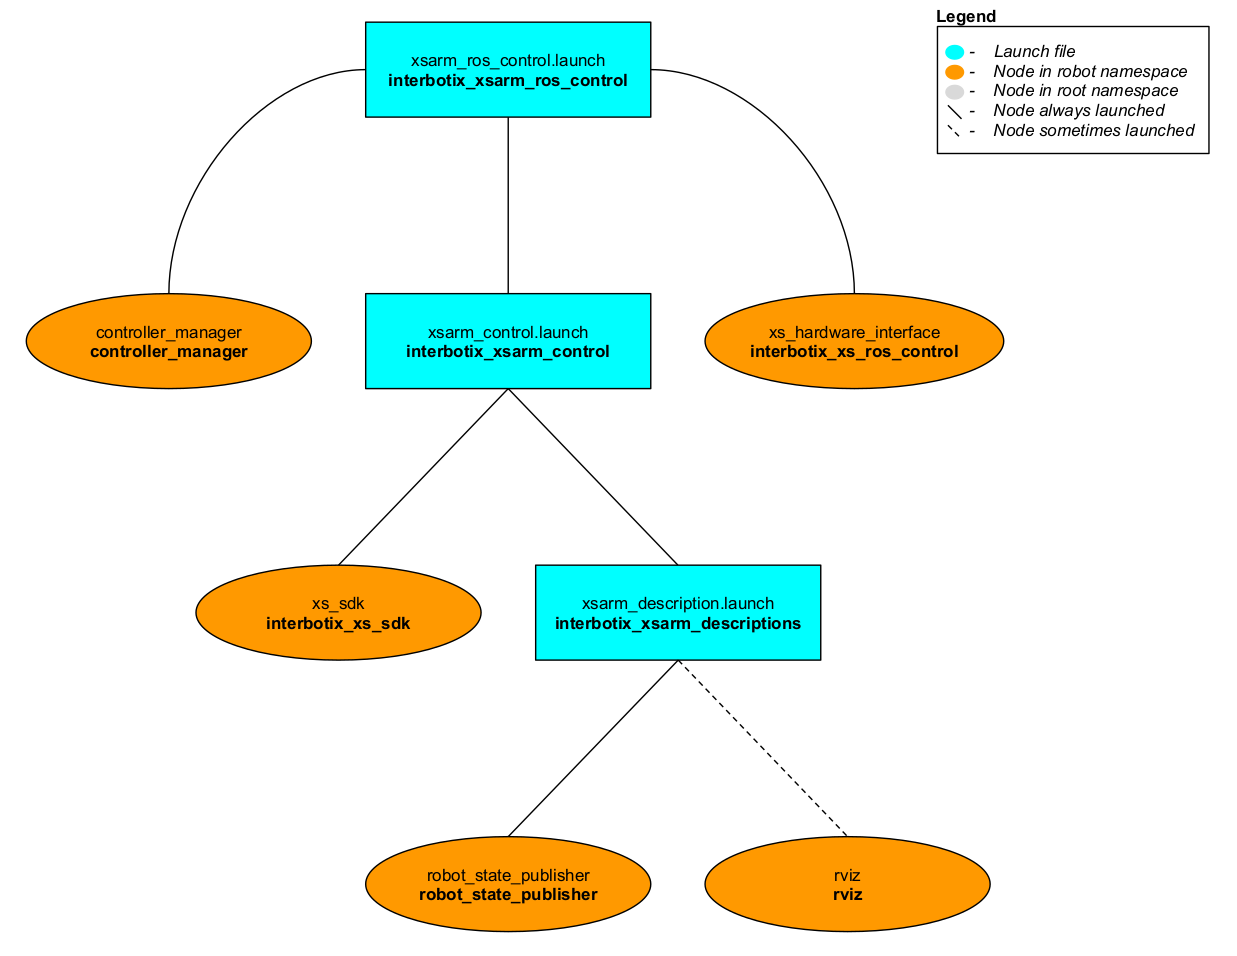 Legend
- Launch file
- Node in robot namespace
- Node in root namespace
- Node always launched
- Node sometimes launched
xsarm_ros_control.launch
interbotix_xsarm_ros_control
controller_manager
controller_manager
xsarm_control.launch
interbotix_xsarm_control
xs_hardware_interface
interbotix_xs_ros_control
xs_sdk
interbotix_xs_sdk
xsarm_description.launch
interbotix_xsarm_descriptions
robot_state_publisher
robot_state_publisher
rviz
rviz